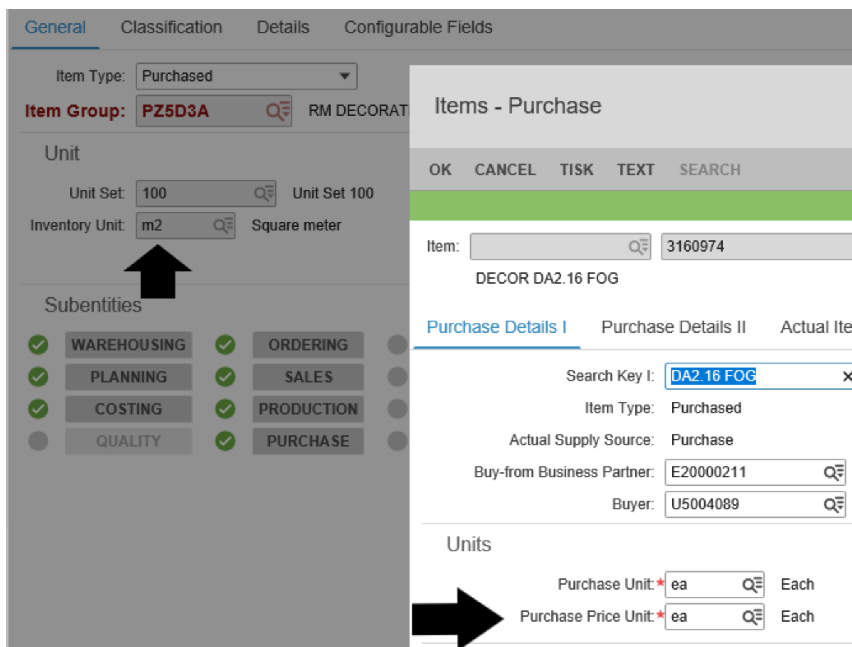 General Classification Details Configurable Fields
Item Type: Purchased
Item Group: PZ5D3A RM DECORATI
Unit
Unit Set: 100 Unit Set 100
Inventory Unit: m2 Square meter
Subentities
WAREHOUSING ORDERING
PLANNING SALES
COSTING PRODUCTION
QUALITY PURCHASE
Items - Purchase
OK CANCEL TISK TEXT SEARCH
Item: 3160974
DECOR DA2.16 FOG
Purchase Details I Purchase Details II Actual Ite
Search Key I: DA2.16 FOG
Item Type: Purchased
Actual Supply Source: Purchase
Buy-from Business Partner: E20000211
Buyer: U5004089
Units
Purchase Unit:* ea Each
Purchase Price Unit:* ea Each